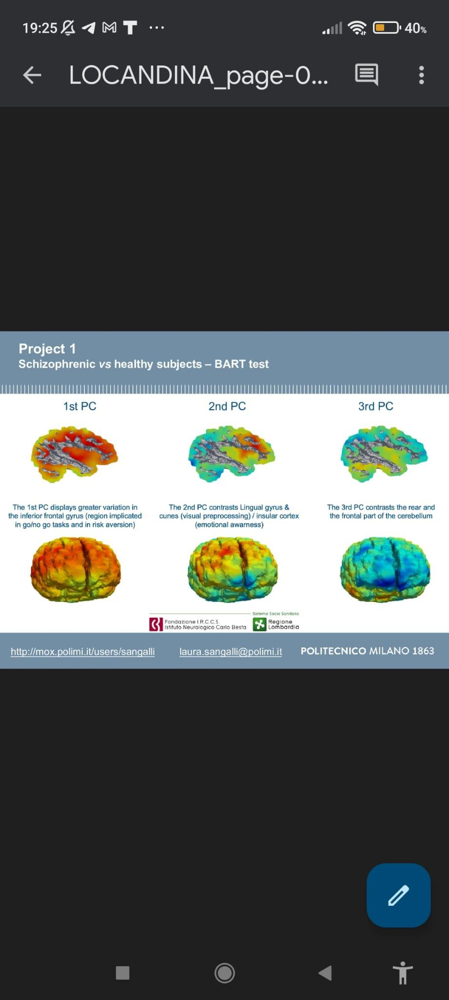 19:25
40%
LOCANDINA_page-0...
Project 1
Schizophrenic vs healthy subjects – BART test
1st PC
2nd PC
3rd PC
The 1st PC displays greater variation in
the inferior frontal gyrus (region implicated
in go/no go tasks and in risk aversion)
The 2nd PC contrasts Lingual gyrus &
cunes (visual preprocessing) / insular cortex
(emotional awarness)
The 3rd PC contrasts the rear and
the frontal part of the cerebellum
Fondazione I.R.C.C.S.
Istituto Neurologico Carlo Besta
Sistema Socio Sanitario
Regione
Lombardia
http://mox.polimi.it/users/sangalli
laura.sangalli@polimi.it
POLITECNICO MILANO 1863